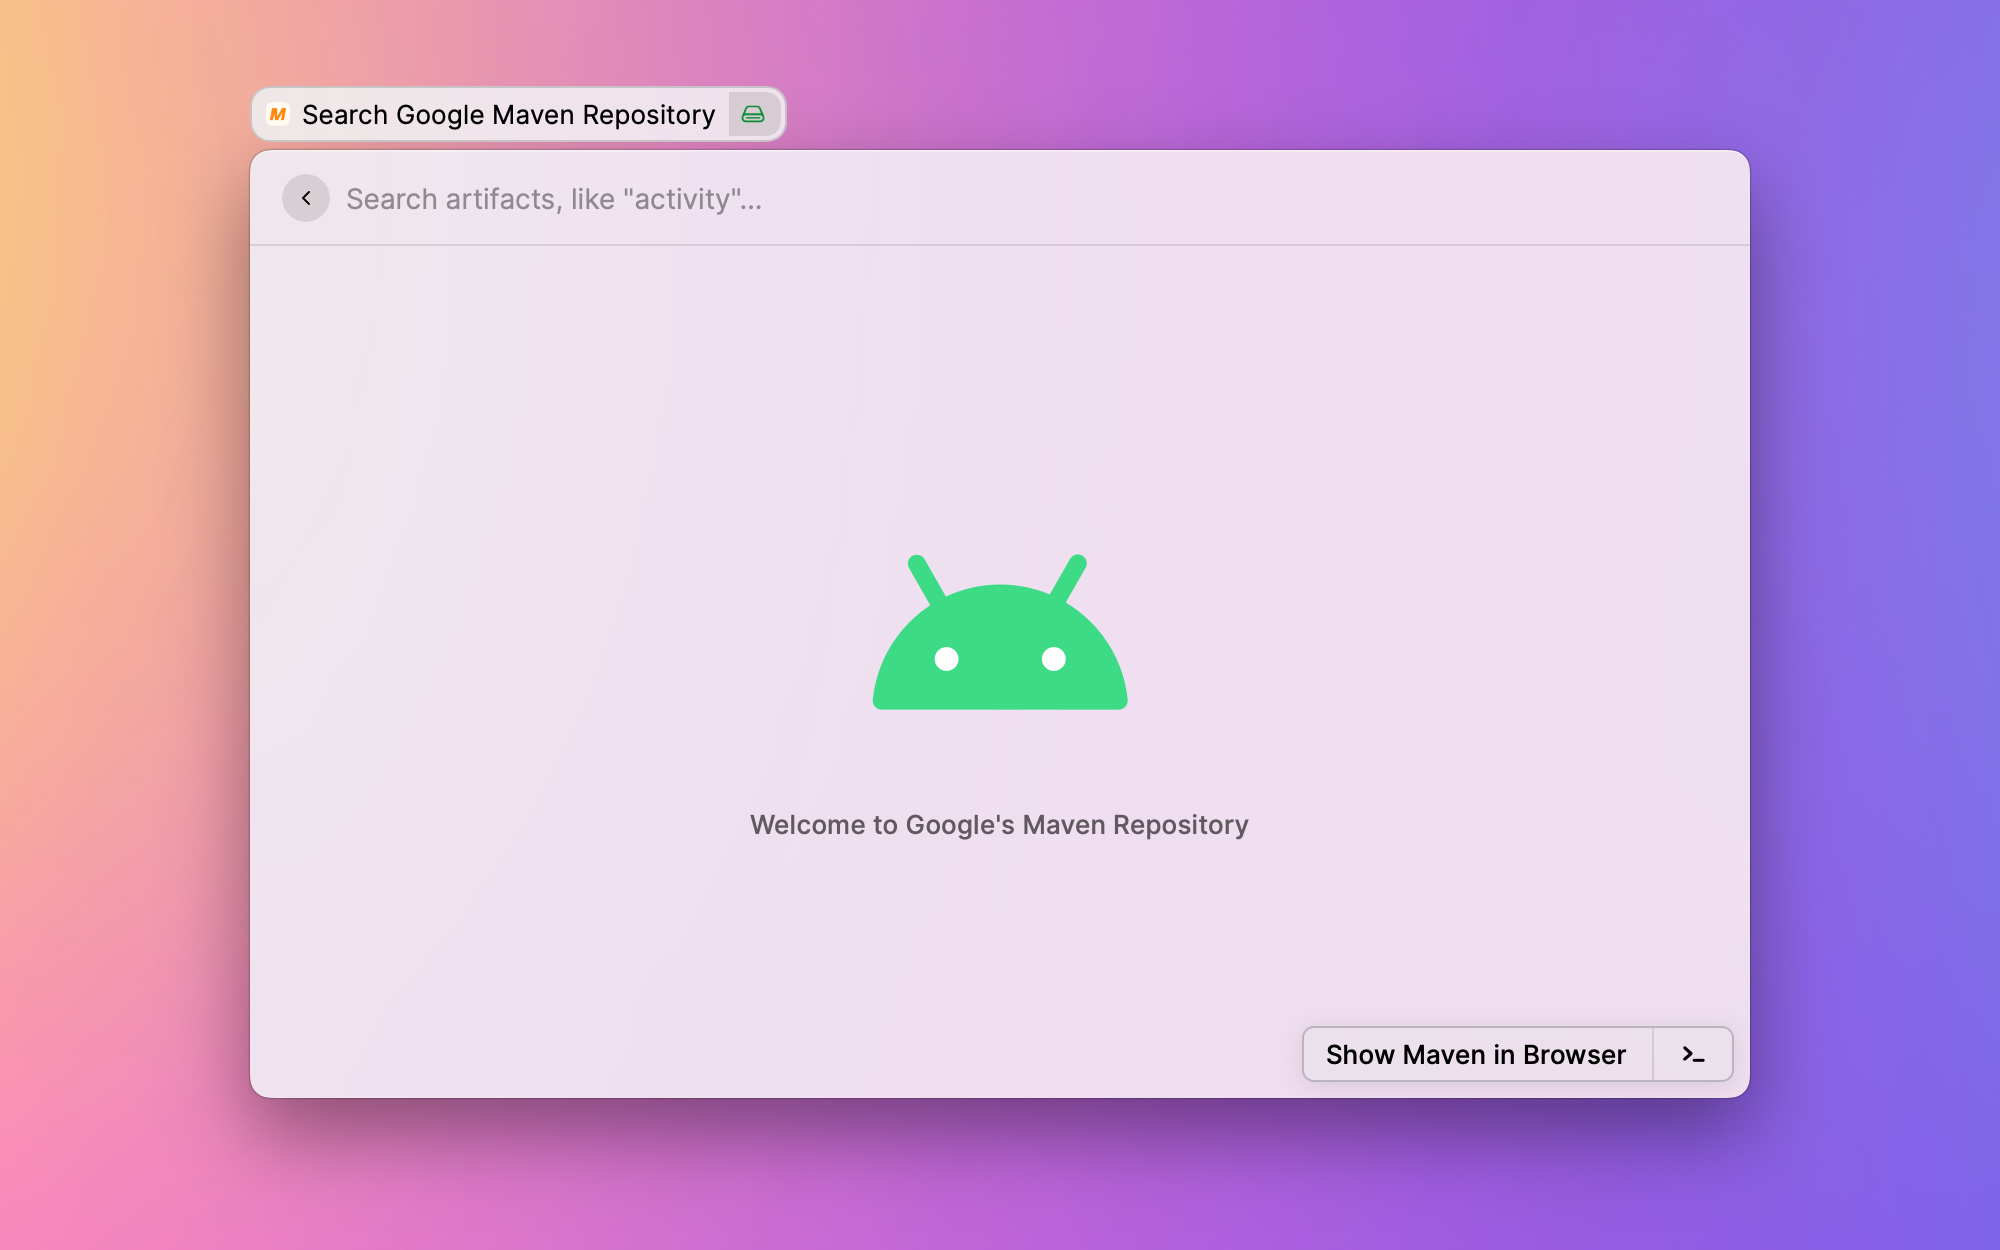 M Search Google Maven Repository
Search artifacts, like "activity"...
Welcome to Google's Maven Repository
Show Maven in Browser